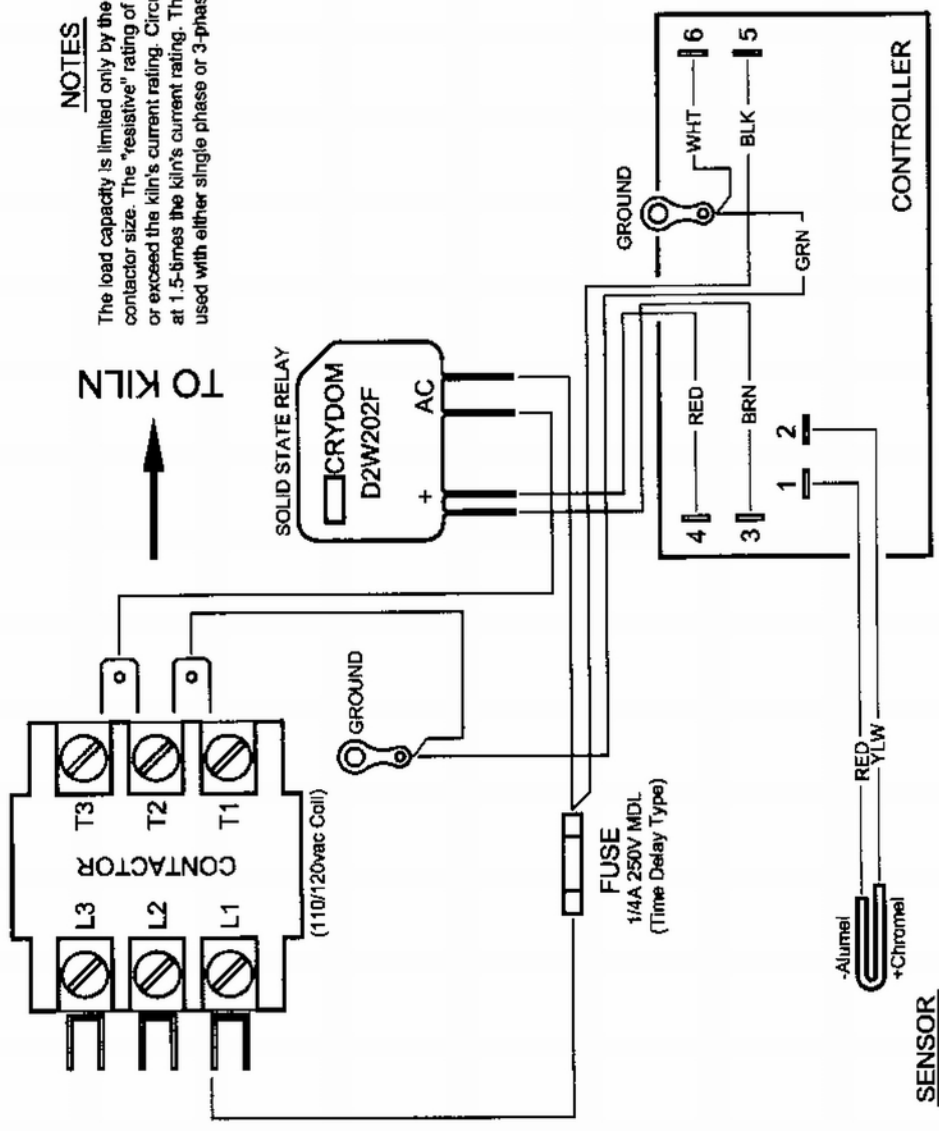 NOTES
The load capacity is limited only by the
contactor size. The "resistive" rating of
or exceed the kiln's current rating. Circu
at 1.5-times the kiln's current rating. Th
used with either single phase or 3-phas
TO KILN
SOLID STATE RELAY
CRYDOM
D2W202F
+
AC
L3
L2
L1
CONTACTOR
T3
T2
T1
(110/120vac Coil)
GROUND
FUSE
1/4A 250V MDL
(Time Delay Type)
GROUND
6
5
WHT
BLK
GRN
CONTROLLER
4
RED
3
BRN
1
2
RED
YLW
-Alumel
+Chromel
SENSOR